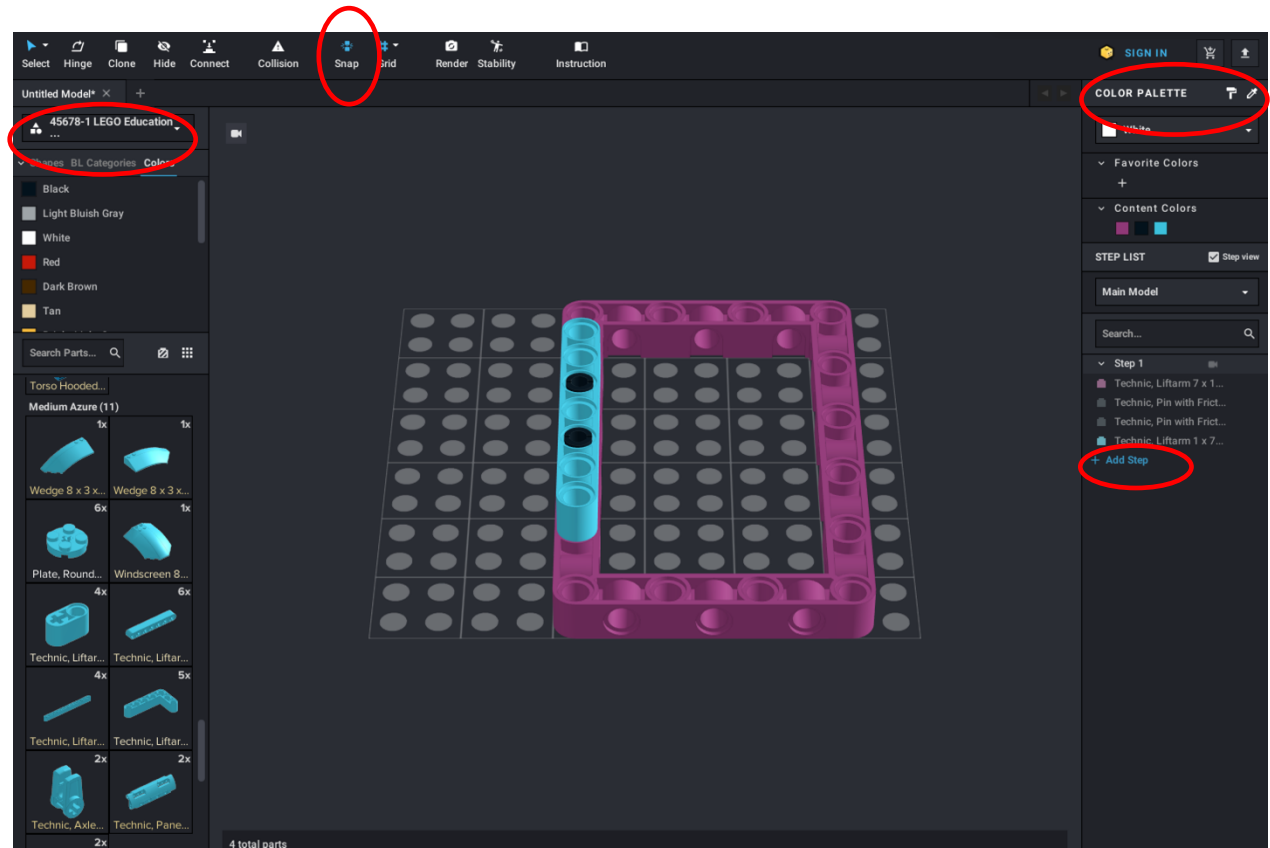 Select Hinge Clone Hide Connect Collision Snap Grid Render Stability Instruction
SIGN IN
Untitled Model* × +
45678-1 LEGO Education
...
Shapes BL Categories Colors
Black
Light Bluish Gray
White
Red
Dark Brown
Tan
Search Parts...
Torso Hooded...
Medium Azure (11)
1x 1x
Wedge 8 x 3 x... Wedge 8 x 3 x...
6x 1x
Plate, Round... Windscreen 8...
4x 6x
Technic, Liftar... Technic, Liftar...
4x 5x
Technic, Liftar... Technic, Liftar...
2x 2x
Technic, Axle... Technic, Pane...
2x
4 total parts
COLOR PALETTE
White
Favorite Colors
+
Content Colors
STEP LIST Step view
Main Model
Search...
Step 1
Technic, Liftarm 7 x 1...
Technic, Pin with Frict...
Technic, Pin with Frict...
Technic, Liftarm 1 x 7...
+ Add Step